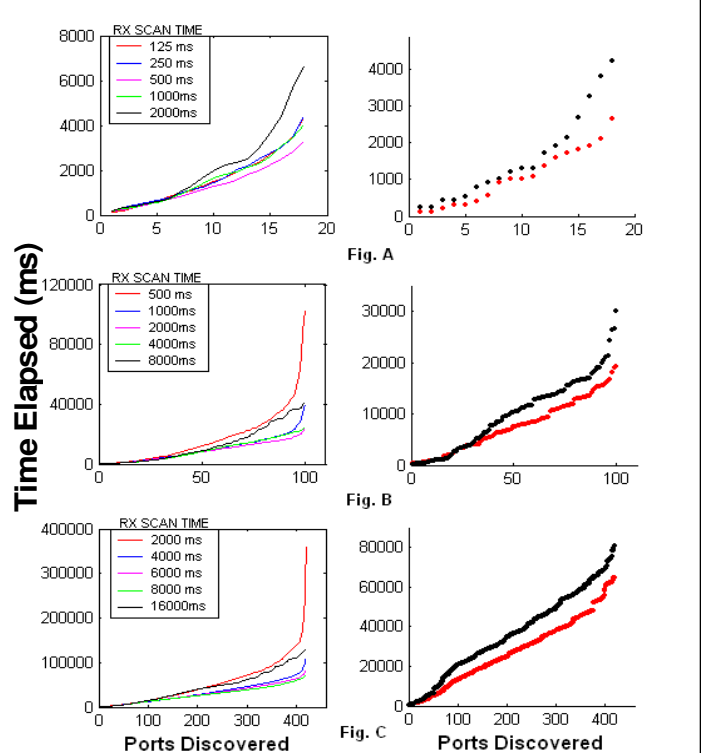 RX SCAN TIME
125 ms
250 ms
500 ms
1000ms
2000ms
8000
6000
4000
2000
0
0 5 10 15 20
4000
3000
2000
1000
0
0 5 10 15 20
Fig. A
Time Elapsed (ms)
RX SCAN TIME
500 ms
1000ms
2000ms
4000ms
8000ms
120000
80000
40000
0
0 50 100
30000
20000
10000
0
0 50 100
Fig. B
RX SCAN TIME
2000 ms
4000 ms
6000 ms
8000 ms
16000ms
400000
300000
200000
100000
0
0 100 200 300 400
Ports Discovered
80000
60000
40000
20000
0
0 100 200 300 400
Ports Discovered
Fig. C